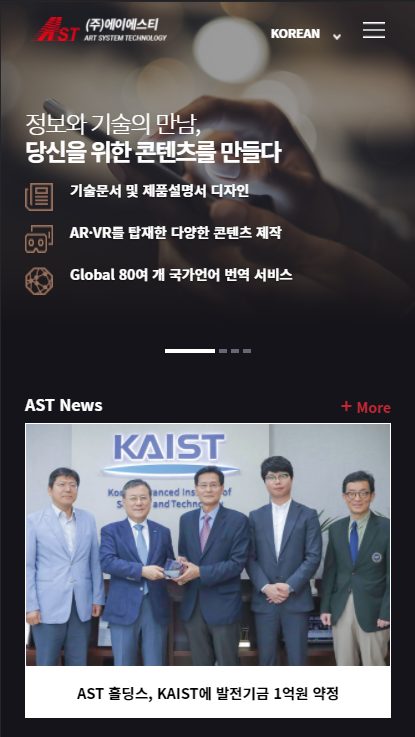 AST (주)에이에스티
ART SYSTEM TECHNOLOGY
KOREAN
정보와 기술의 만남,
당신을 위한 콘텐츠를 만들다
기술문서 및 제품설명서 디자인
AR·VR를 탑재한 다양한 콘텐츠 제작
Global 80여 개 국가언어 번역 서비스
AST News
+ More
KAIST
Korea Advanced Institute of
Science and Technology
AST 홀딩스, KAIST에 발전기금 1억원 약정